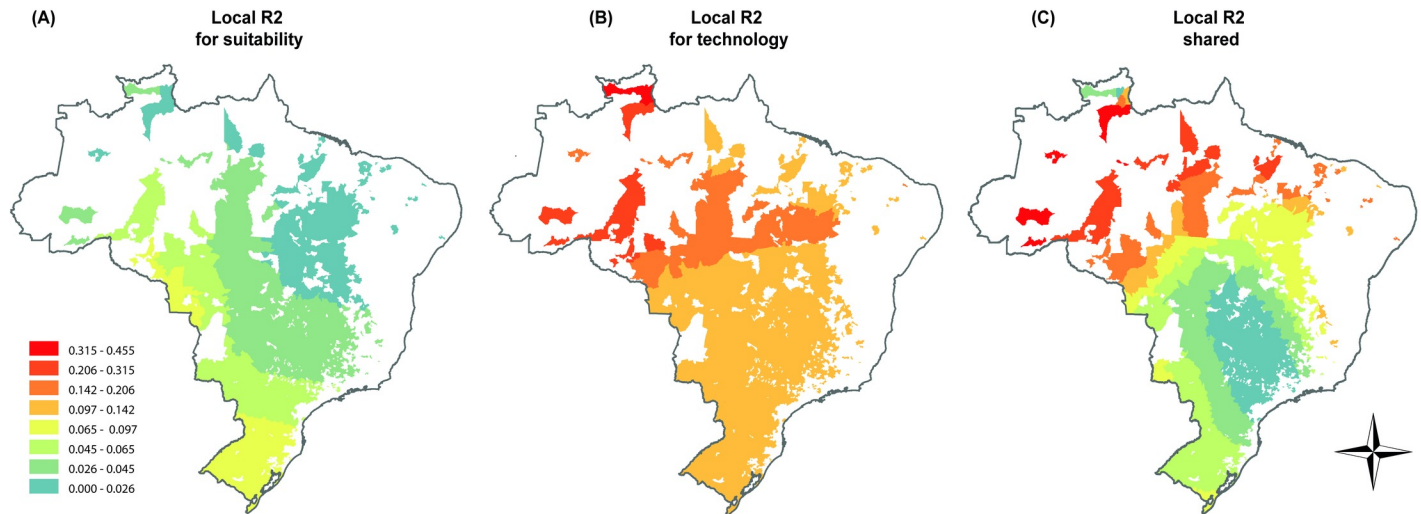 (A)
Local R2
for suitability
(B)
Local R2
for technology
(C)
Local R2
shared
0.315 - 0.455
0.206 - 0.315
0.142 - 0.206
0.097 - 0.142
0.065 - 0.097
0.045 - 0.065
0.026 - 0.045
0.000 - 0.026